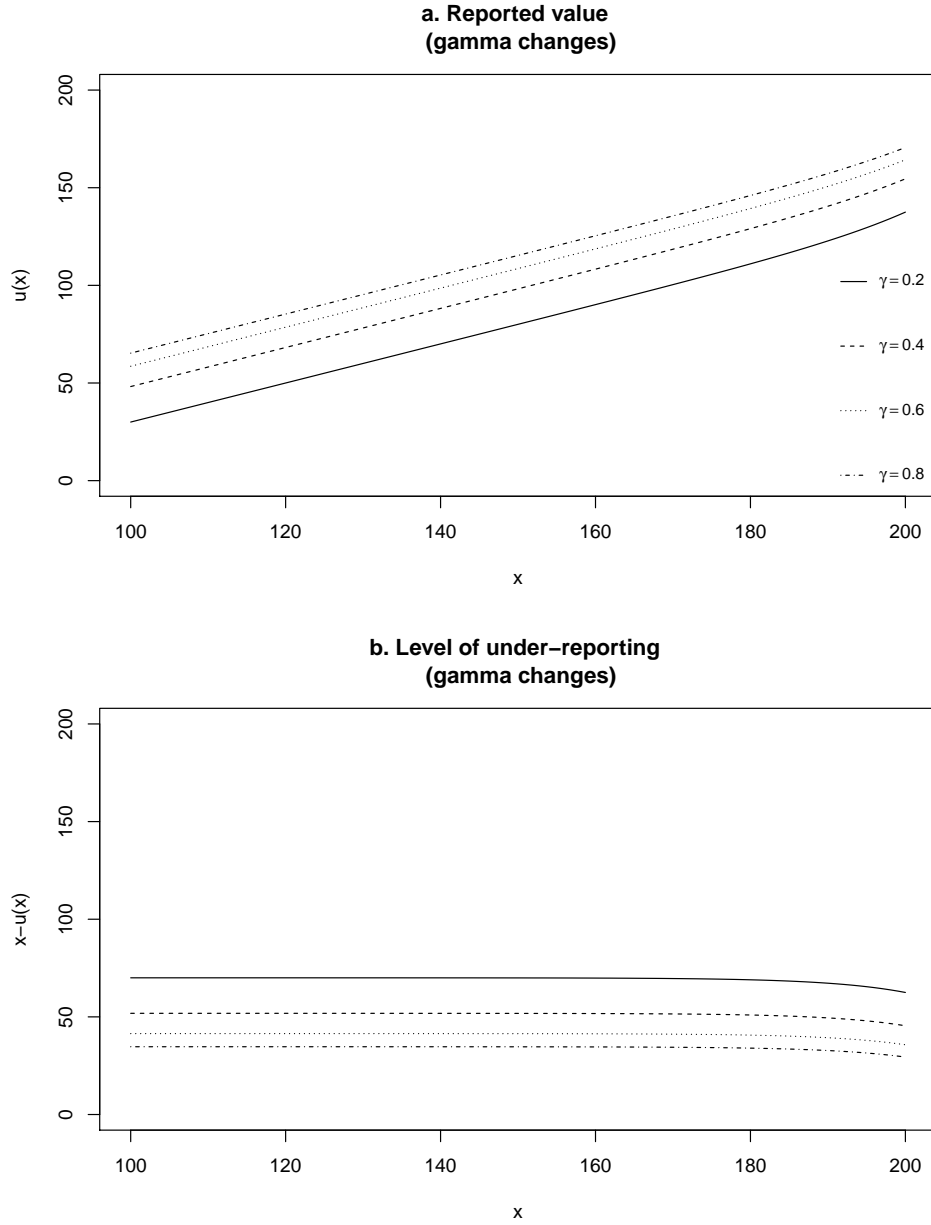 a. Reported value
(gamma changes)
200
150
100
50
0
u(x)
γ = 0.2
γ = 0.4
γ = 0.6
γ = 0.8
100 120 140 160 180 200
x
b. Level of under−reporting
(gamma changes)
200
150
100
50
0
x−u(x)
100 120 140 160 180 200
x